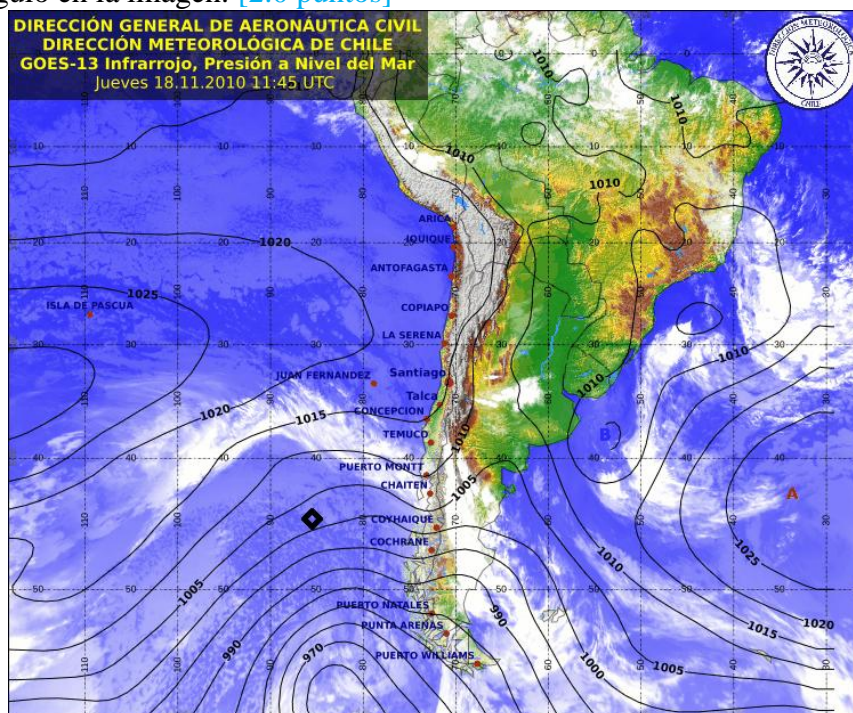 guió en la imagen. [2.0 puntos]
DIRECCIÓN GENERAL DE AERONÁUTICA CIVIL
DIRECCIÓN METEOROLÓGICA DE CHILE
GOES-13 Infrarrojo, Presión a Nivel del Mar
Jueves 18.11.2010 11:45 UTC
DIRECCIÓN METEOROLÓGICA
CHILE
1010
1010
1010
1010
ARICA
IQUIQUE
1020
ANTOFAGASTA
1025
ISLA DE PASCUA
COPIAPO
LA SERENA
1010
JUAN FERNANDEZ
Santiago
1010
Talca
1020
1015
CONCEPCION
TEMUCO
1010
B
PUERTO MONTT
CHAITEN
1005
A
COYHAIQUE
COCHRANE
1025
1010
1005
PUERTO NATALES
990
PUNTA ARENAS
1020
1015
990
970
PUERTO WILLIAMS
1000
1005